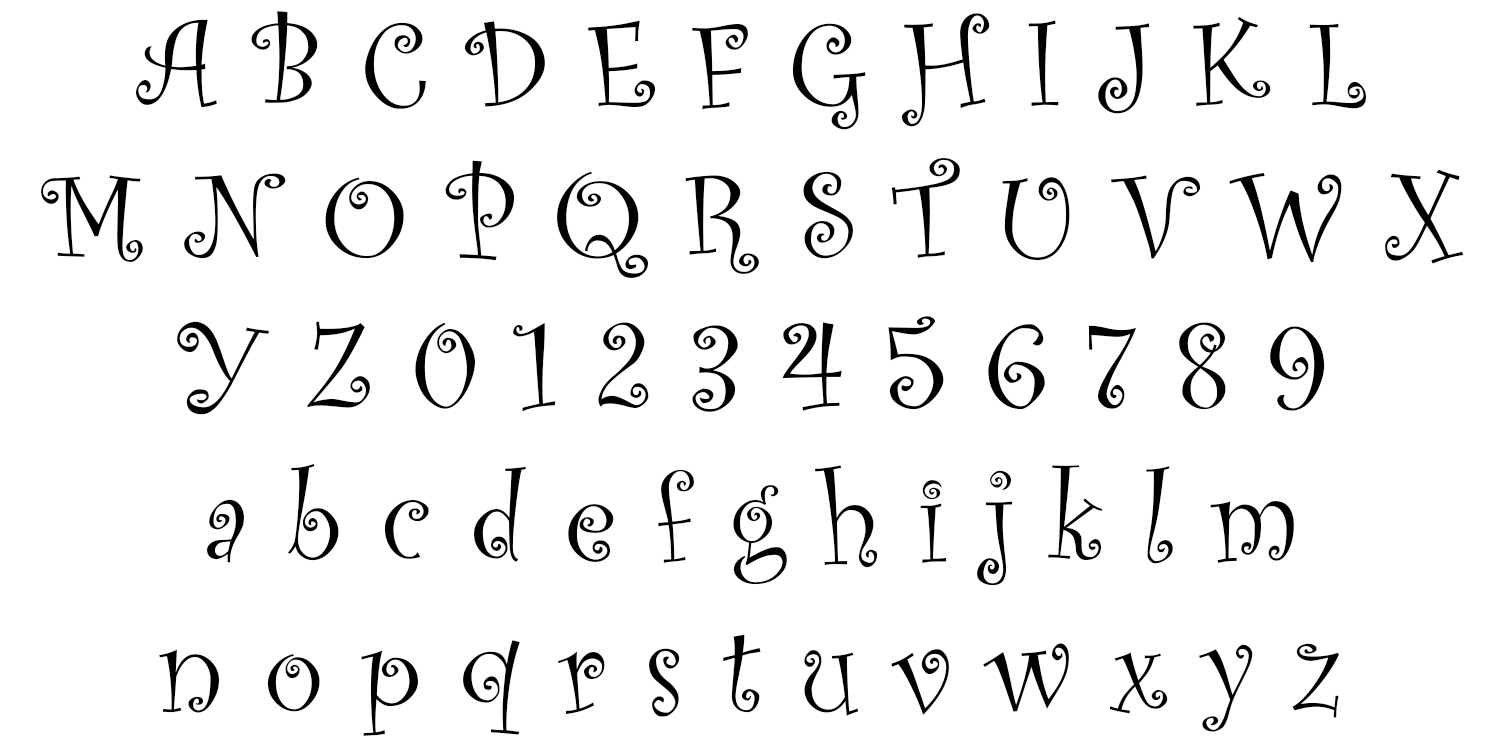 A B C D E F G H I J K L
M N O P Q R S T U V W X
Y Z 0 1 2 3 4 5 6 7 8 9
a b c d e f g h i j k l m
n o p q r s t u v w x y z